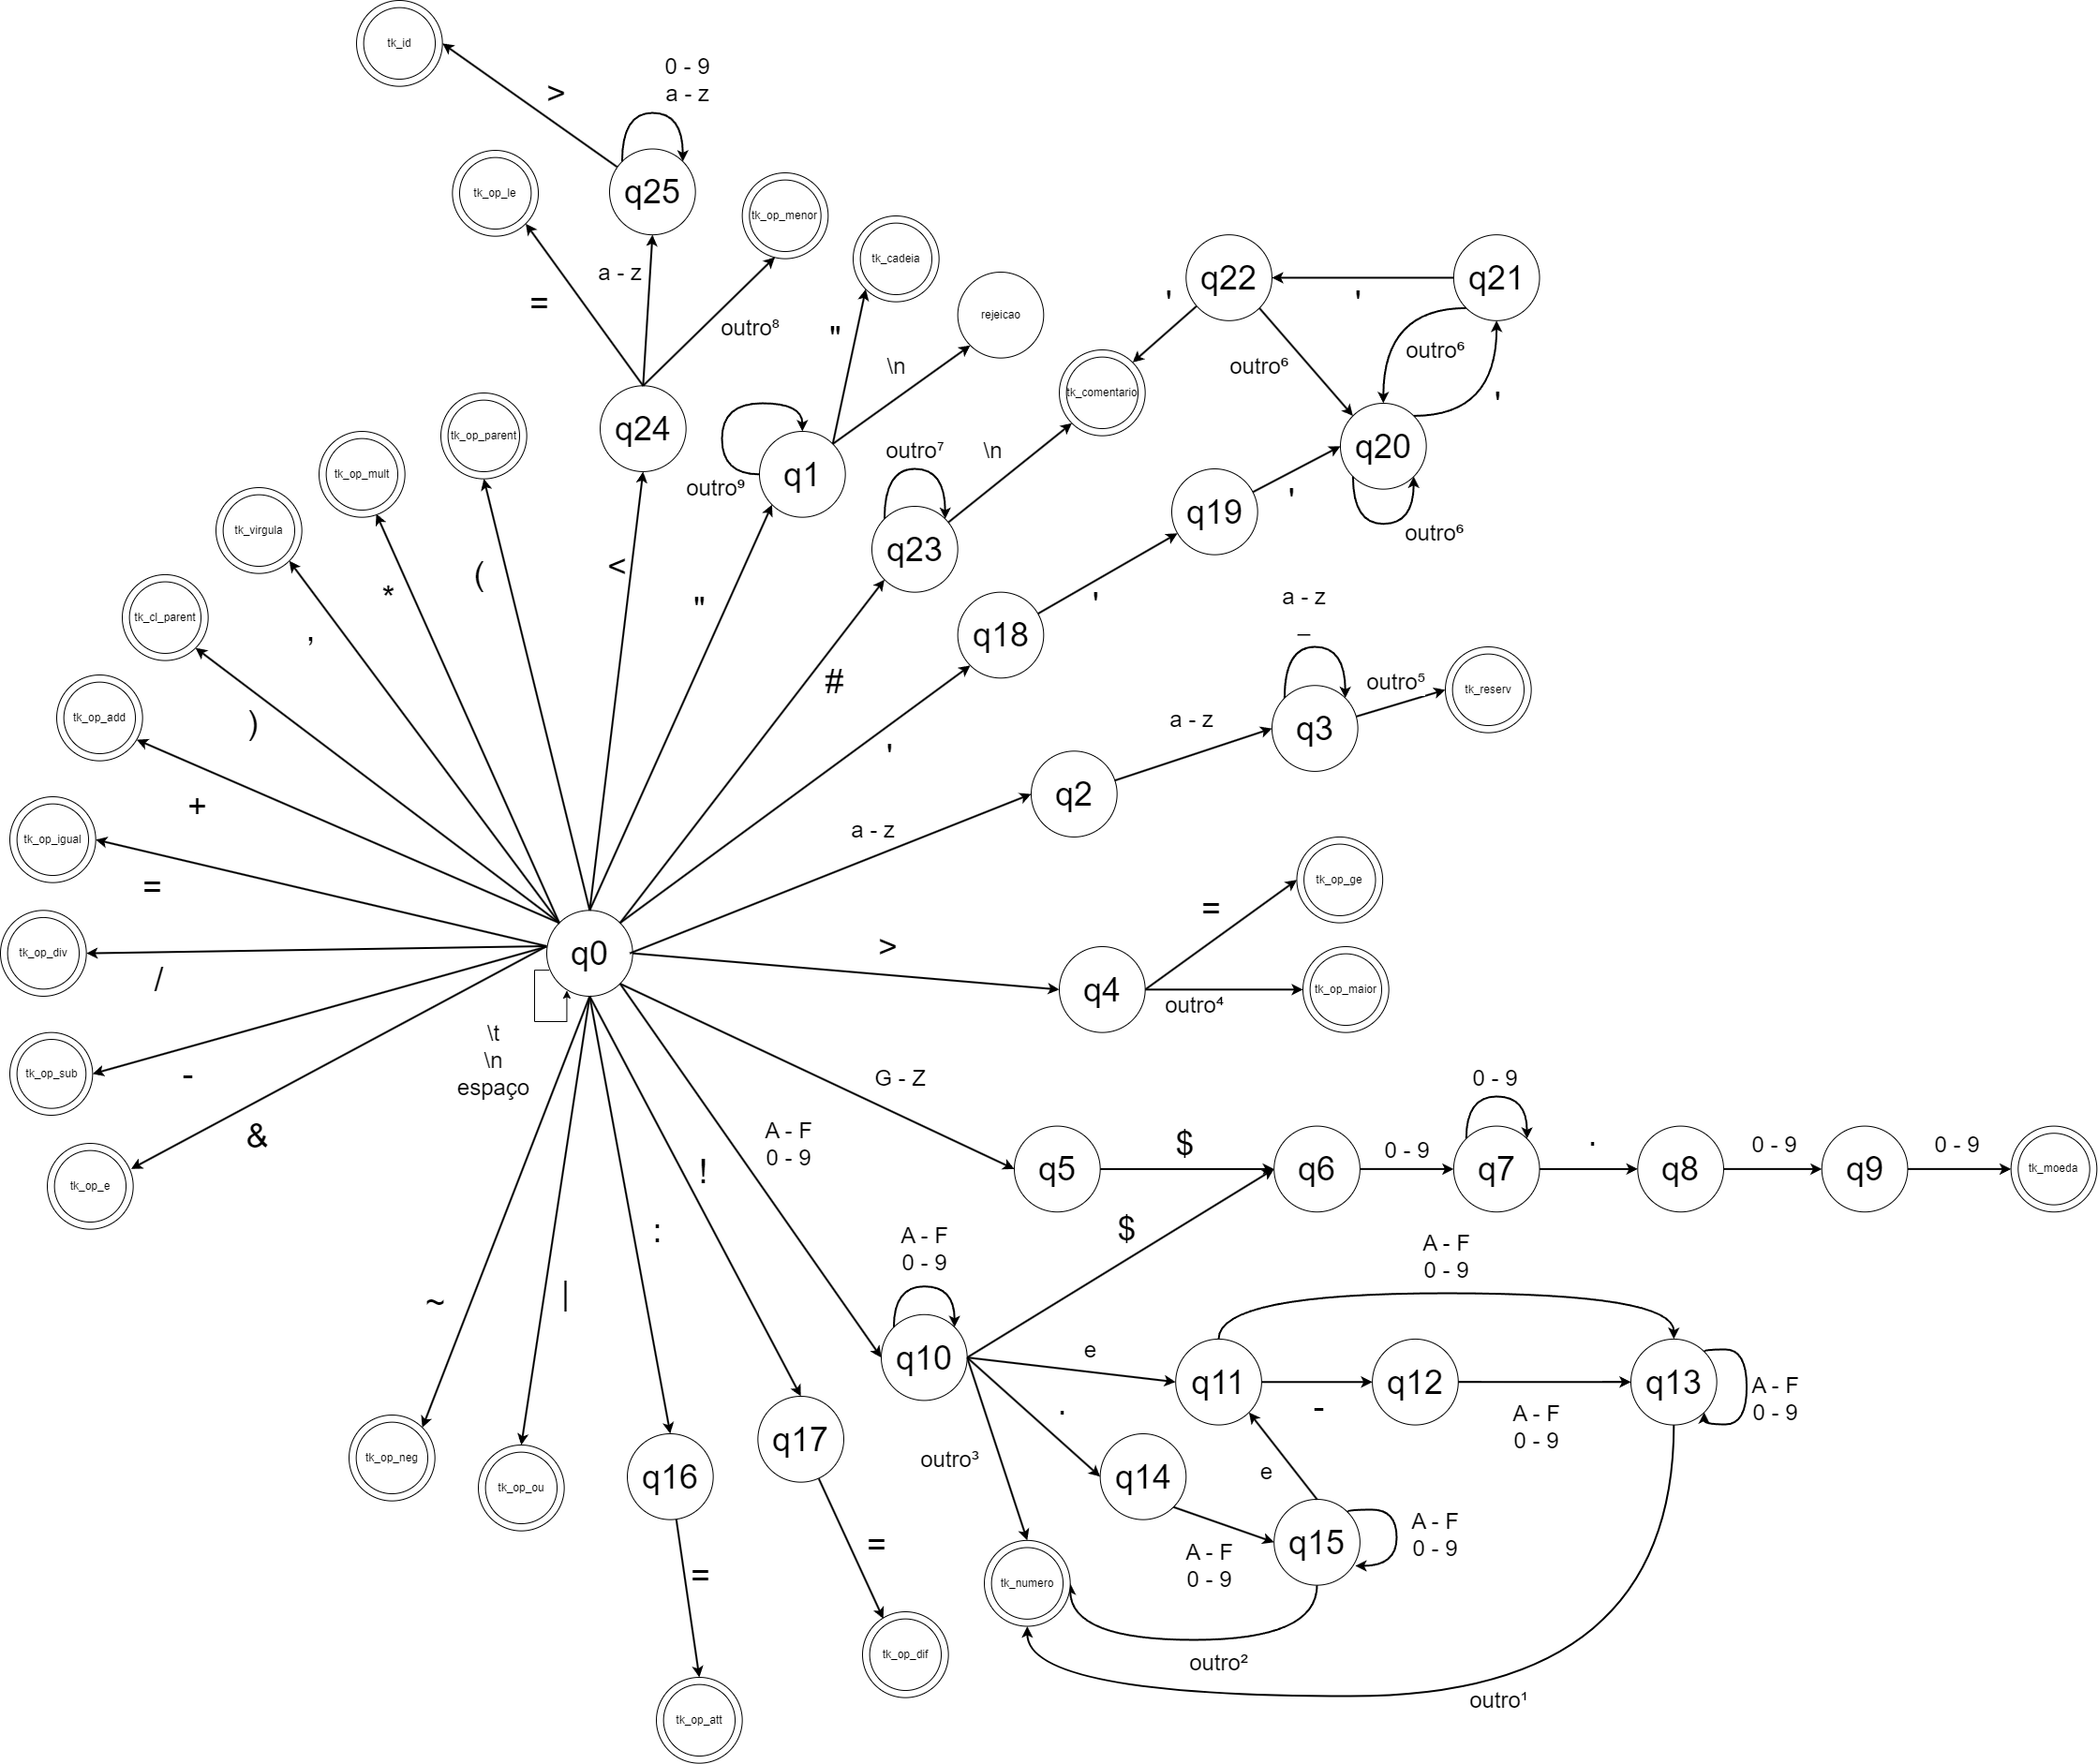 tk_id
0 - 9
a - z
>
q25
tk_op_le
tk_op_menor
tk_cadeia
q22
q21
'
'
a - z
=
outro⁸
"
rejeicao
\n
outro⁶
outro⁶
tk_comentario
'
tk_op_parent
q24
q20
outro⁷
\n
tk_op_mult
q1
outro⁹
'
q19
outro⁶
tk_virgula
q23
<
(
*
"
'
a - z
_
tk_cl_parent
,
q18
#
outro⁵
tk_reserv
tk_op_add
)
a - z
q3
'
q2
+
a - z
tk_op_igual
=
tk_op_ge
=
>
q0
tk_op_div
/
q4
tk_op_maior
outro⁴
\t
\n
espaço
tk_op_sub
-
G - Z
0 - 9
&
A - F
0 - 9
$
0 - 9
.
0 - 9
0 - 9
!
q5
q6
q7
q8
q9
tk_moeda
tk_op_e
:
$
A - F
0 - 9
A - F
0 - 9
~
|
e
q10
q11
q12
q13
A - F
0 - 9
-
.
A - F
0 - 9
q17
outro³
tk_op_neg
tk_op_ou
q16
q14
e
=
q15
A - F
0 - 9
A - F
0 - 9
=
tk_numero
tk_op_dif
outro²
outro¹
tk_op_att